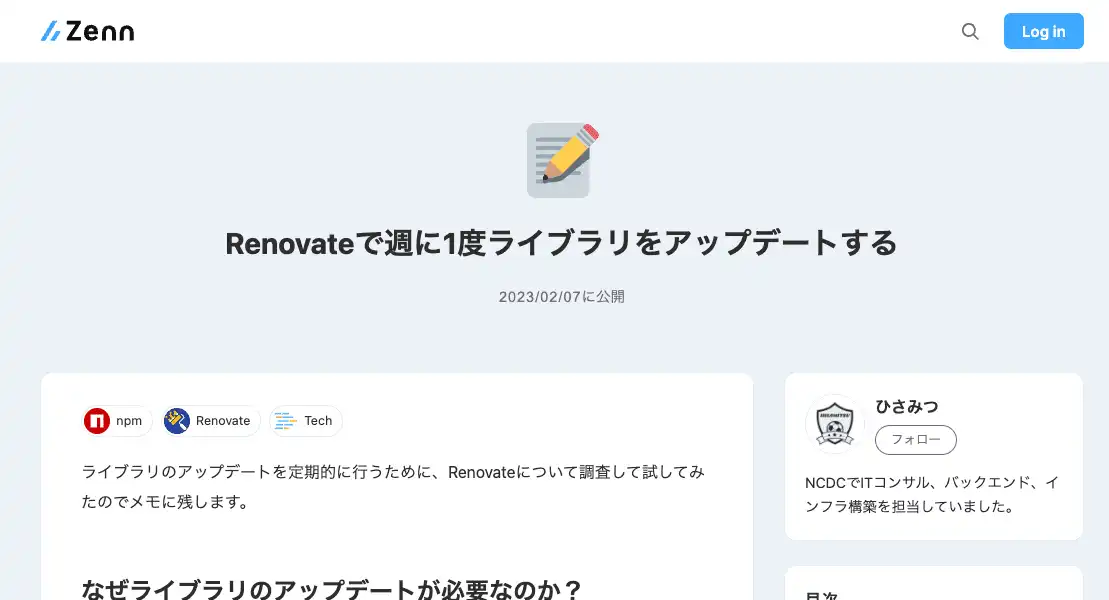 Zenn
Log in
Renovateで週に1度ライブラリをアップデートする
2023/02/07に公開
npm
Renovate
Tech
ライブラリのアップデートを定期的に行うために、Renovateについて調査して試してみ
たのでメモに残します。
なぜライブラリのアップデートが必要なのか？
ひさみつ
フォロー
NCDCでITコンサル、バックエンド、イ
ンフラ構築を担当していました。
目次